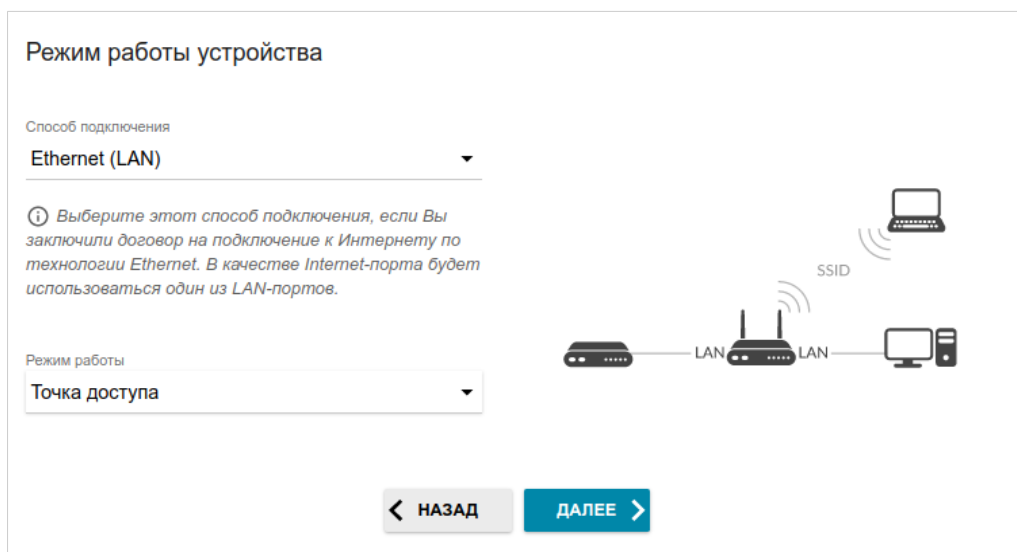 Режим работы устройства
Способ подключения
Ethernet (LAN)
Выберите этот способ подключения, если Вы
заключили договор на подключение к Интернету по
технологии Ethernet. В качестве Internet-порта будет
использоваться один из LAN-портов.
SSID
LAN LAN
Режим работы
Точка доступа
НАЗАД ДАЛЕЕ